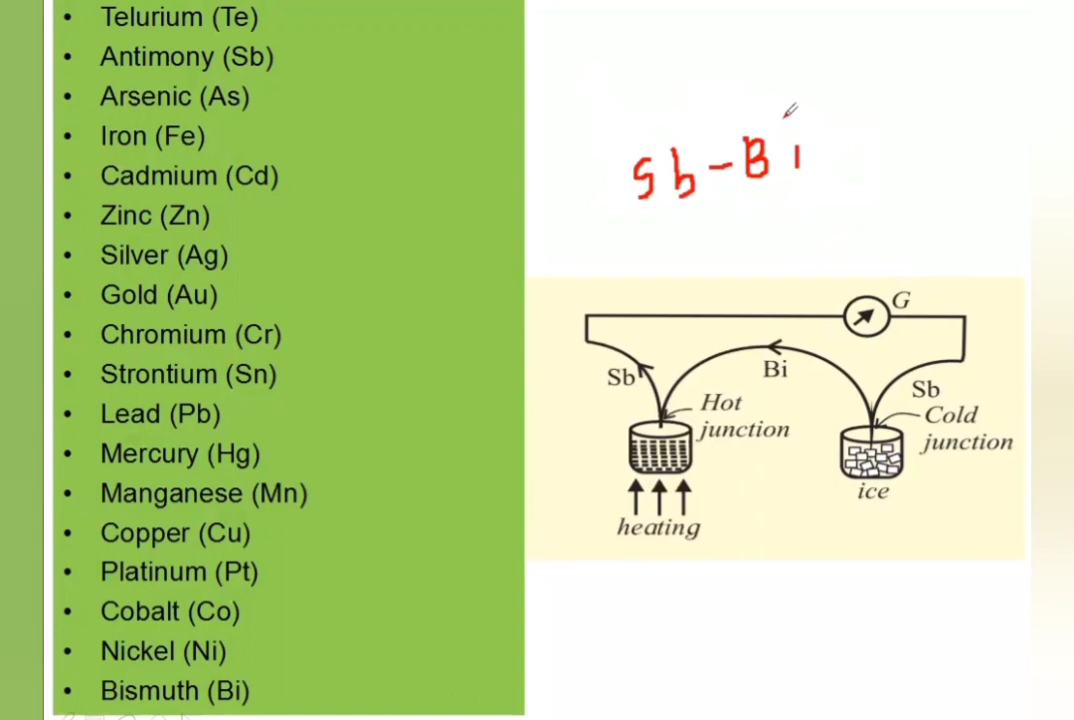 • Telurium (Te)
• Antimony (Sb)
• Arsenic (As)
• Iron (Fe)
• Cadmium (Cd)
• Zinc (Zn)
• Silver (Ag)
• Gold (Au)
• Chromium (Cr)
• Strontium (Sn)
• Lead (Pb)
• Mercury (Hg)
• Manganese (Mn)
• Copper (Cu)
• Platinum (Pt)
• Cobalt (Co)
• Nickel (Ni)
• Bismuth (Bi)
Sb-Bi
G
Sb
Bi
Sb
Hot
junction
Cold
junction
ice
heating